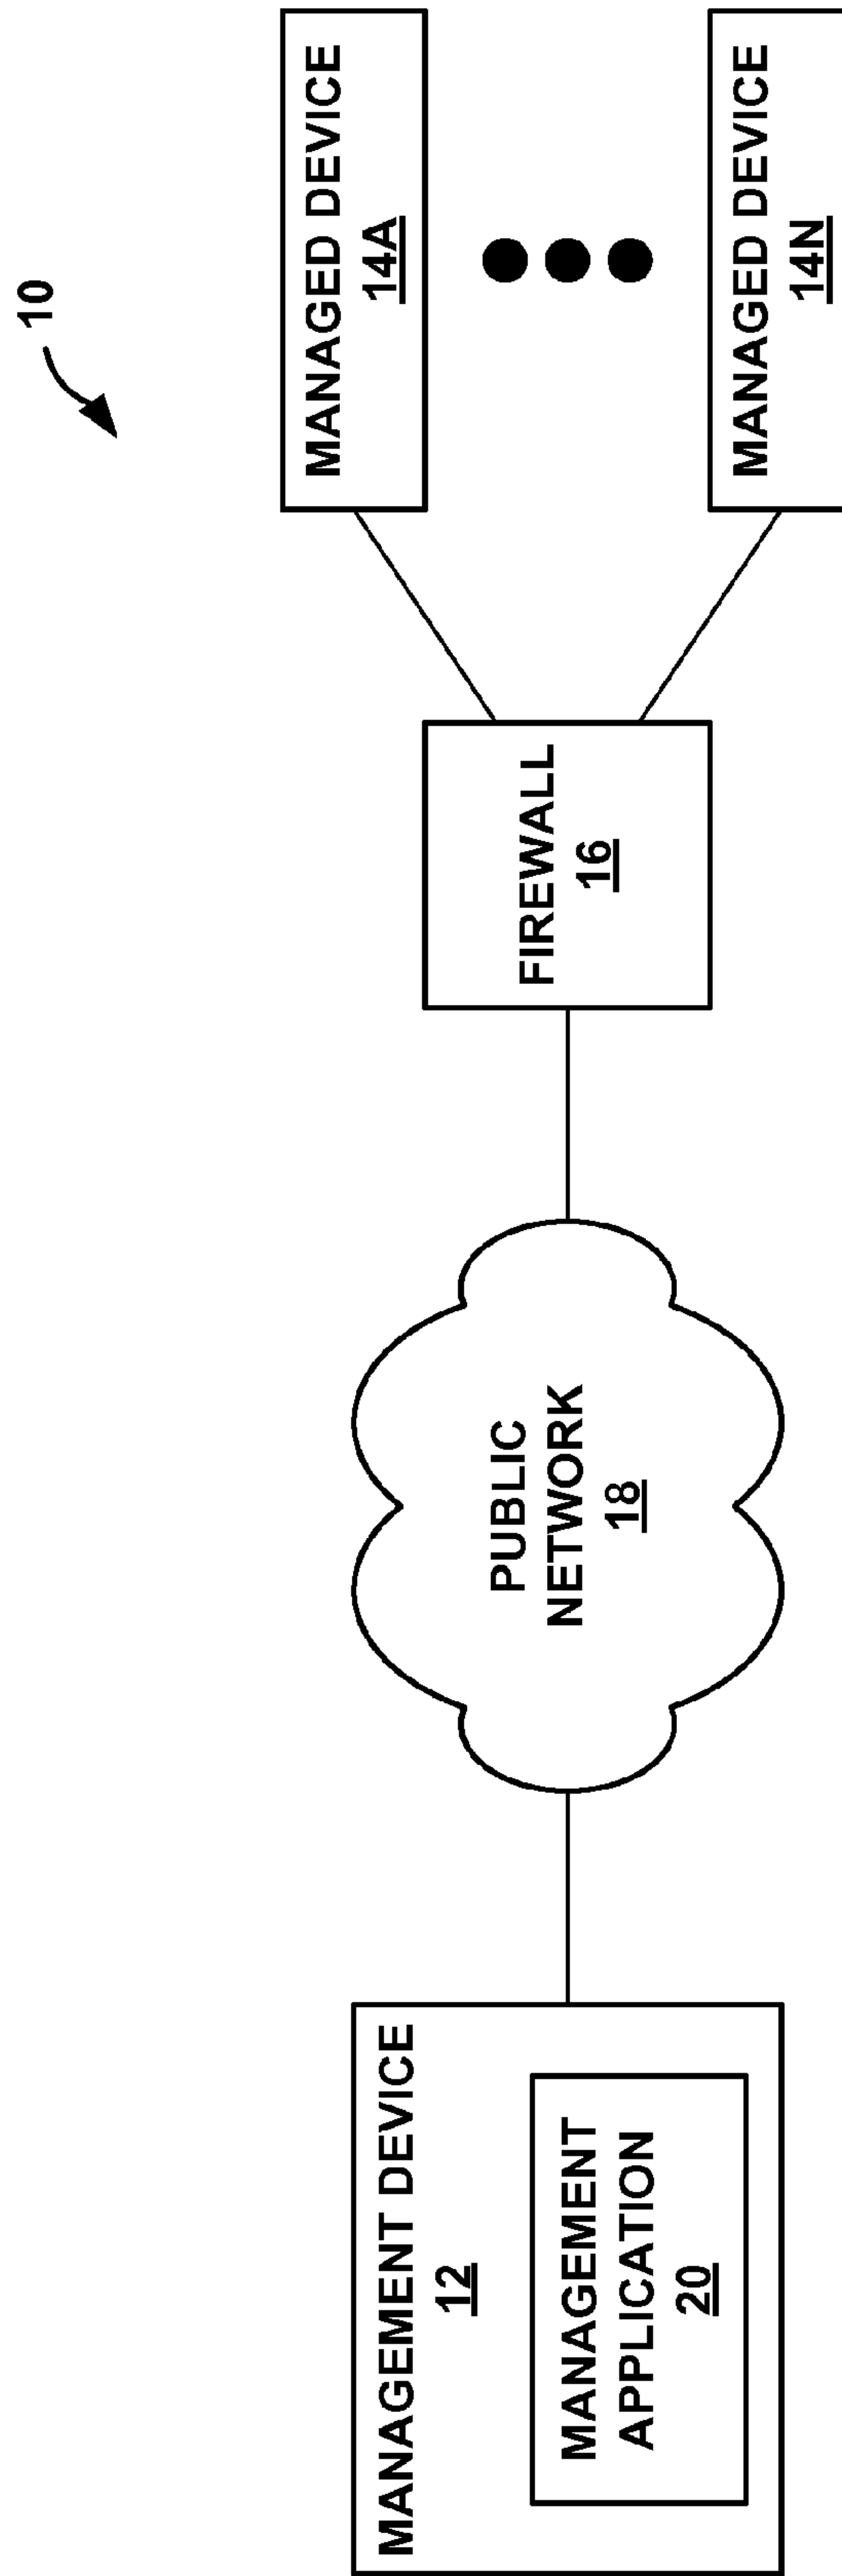 10
MANAGEMENT DEVICE
12
MANAGEMENT
APPLICATION
20
PUBLIC
NETWORK
18
FIREWALL
16
MANAGED DEVICE
14A
MANAGED DEVICE
14N